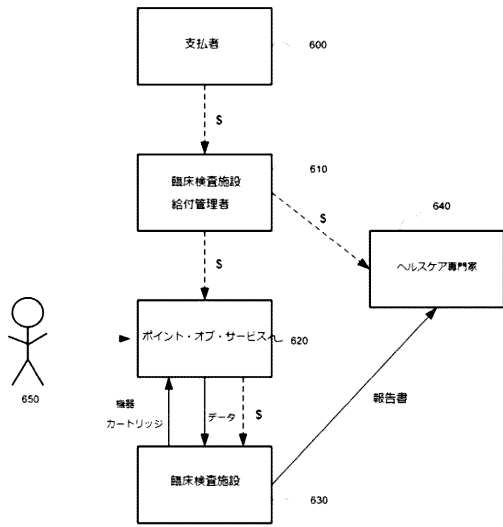 支払者
600
$
臨床検査施設
給付管理者
610
$
640
ヘルスケア専門家
$
ポイント・オブ・サービス
620
650
機器
カートリッジ
データ
$
報告書
臨床検査施設
630